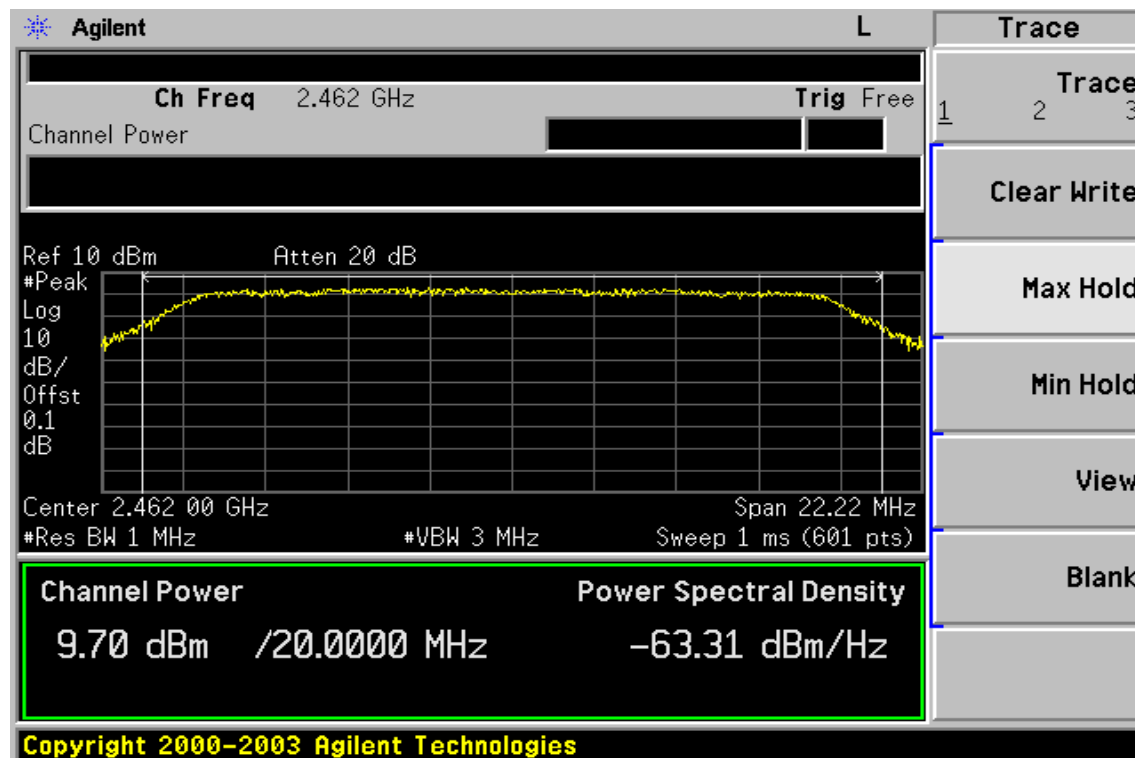 Agilent L
Ch Freq 2.462 GHz Trig Free
Channel Power
Ref 10 dBm Atten 20 dB
#Peak
Log
10
dB/
Offst
0.1
dB
Center 2.462 00 GHz Span 22.22 MHz
#Res BW 1 MHz #VBW 3 MHz Sweep 1 ms (601 pts)
Channel Power Power Spectral Density
9.70 dBm /20.0000 MHz -63.31 dBm/Hz
Copyright 2000-2003 Agilent Technologies
Trace
Trace
1 2 3
Clear Write
Max Hold
Min Hold
View
Blank